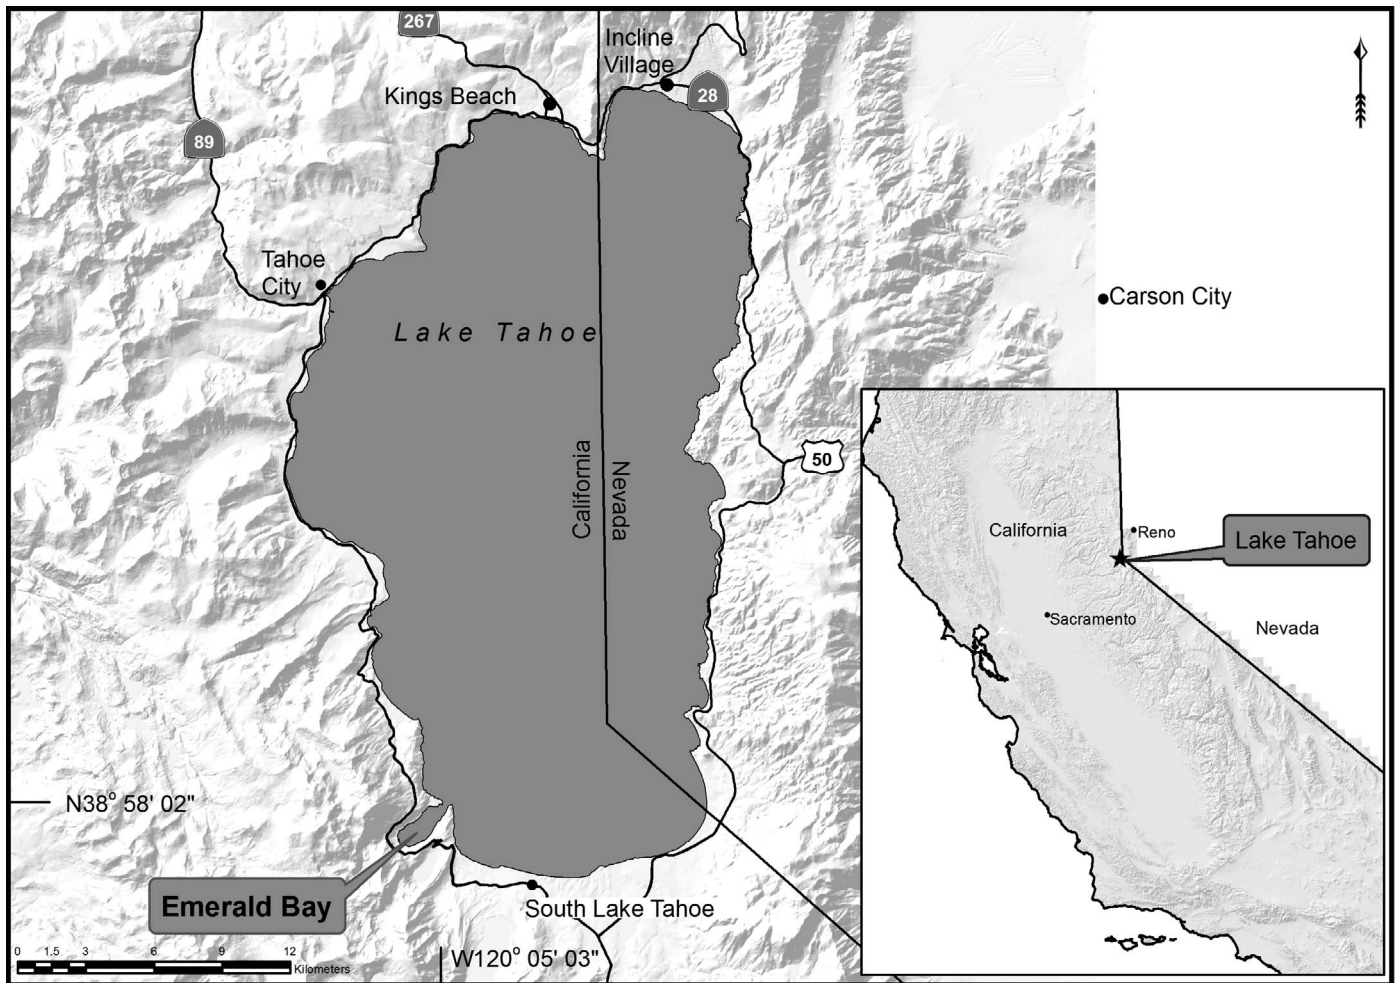 267
Incline
Village
28
Kings Beach
89
Tahoe
City
Lake Tahoe
Carson City
California
Nevada
50
California
Reno
Lake Tahoe
Sacramento
Nevada
N38° 58' 02"
Emerald Bay
South Lake Tahoe
W120° 05' 03"
0 1.5 3 6 9 12
Kilometers